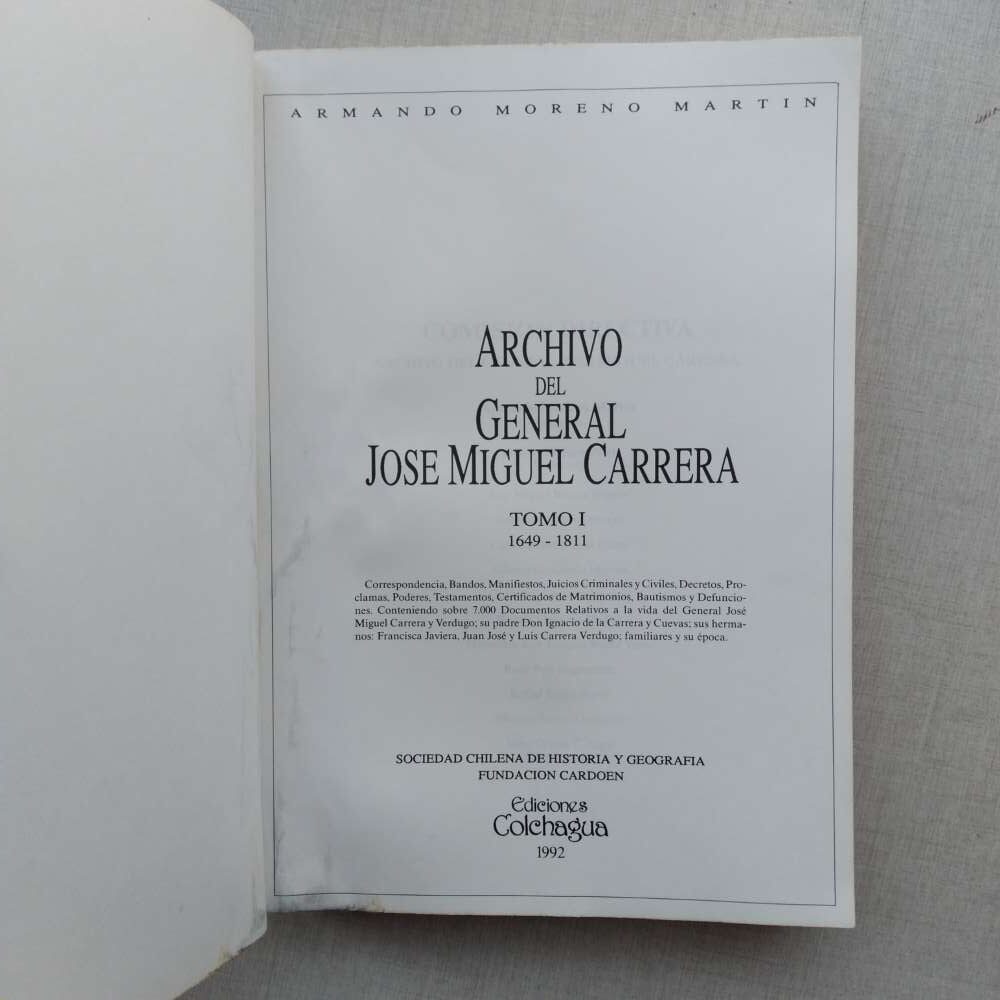 ARMANDO MORENO MARTIN
ARCHIVO
DEL
GENERAL
JOSE MIGUEL CARRERA
TOMO I
1649 - 1811
Correspondencia, Bandos, Manifiestos, Juicios Criminales y Civiles, Decretos, Pro-
clamas, Poderes, Testamentos, Certificados de Matrimonios, Bautismos y Defuncio-
nes. Conteniendo sobre 7.000 Documentos Relativos a la vida del General José
Miguel Carrera y Verdugo; su padre Don Ignacio de la Carrera y Cuevas; sus herma-
nos: Francisca Javiera, Juan José y Luis Carrera Verdugo; familiares y su época.
SOCIEDAD CHILENA DE HISTORIA Y GEOGRAFIA
FUNDACION CARDOEN
Ediciones
Colchagua
1992